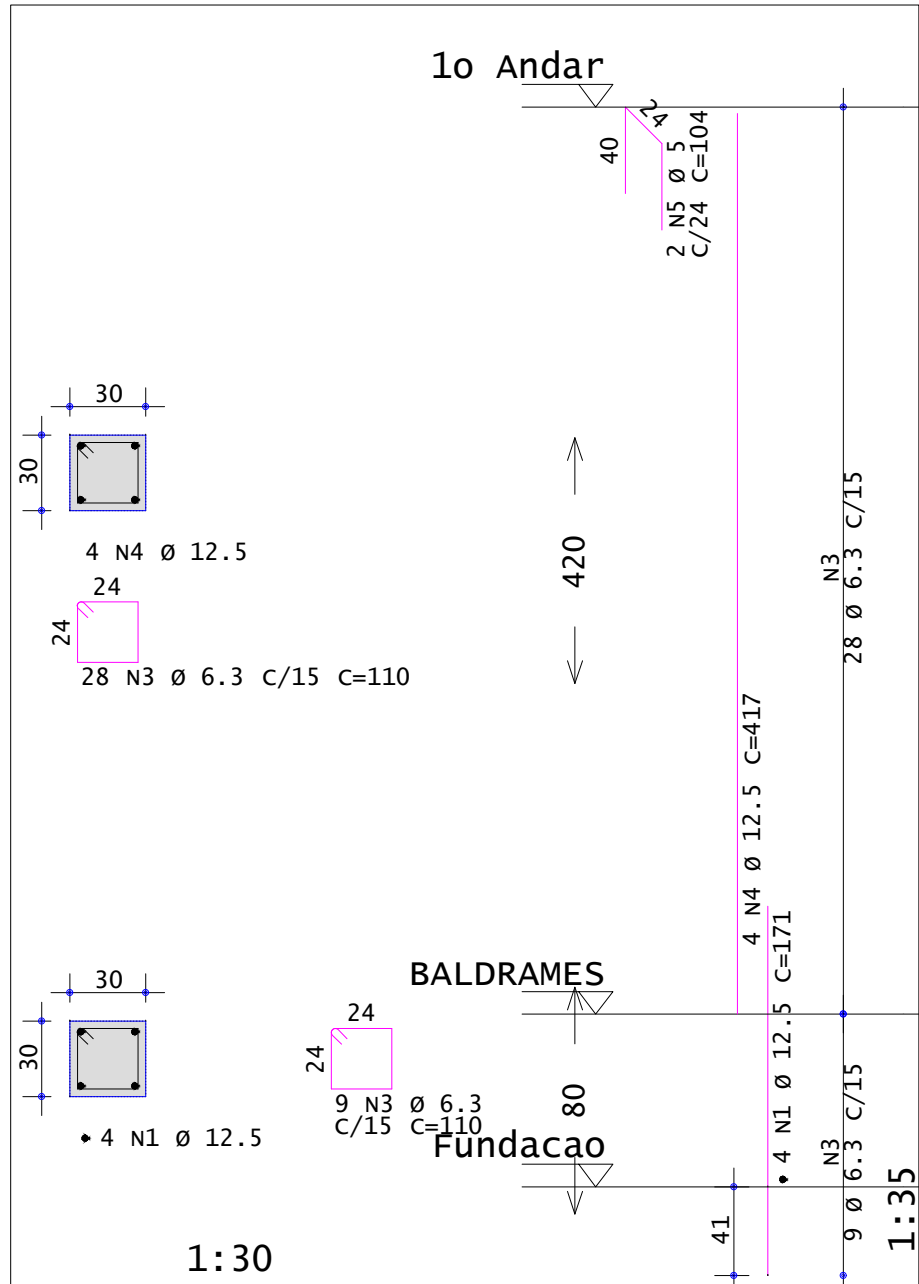 1o Andar
24
40
2 N5 Ø 5
C/24 C=104
30
30
4 N4 Ø 12.5
24
24
28 N3 Ø 6.3 C/15 C=110
420
N3
28 Ø 6.3 C/15
4 N4 Ø 12.5 C=417
4 N1 Ø 12.5 C=171
BALDRAMES
30
30
4 N1 Ø 12.5
24
24
9 N3 Ø 6.3
C/15 C=110
80
Fundacao
N3
9 Ø 6.3 C/15
41
1:30
1:35